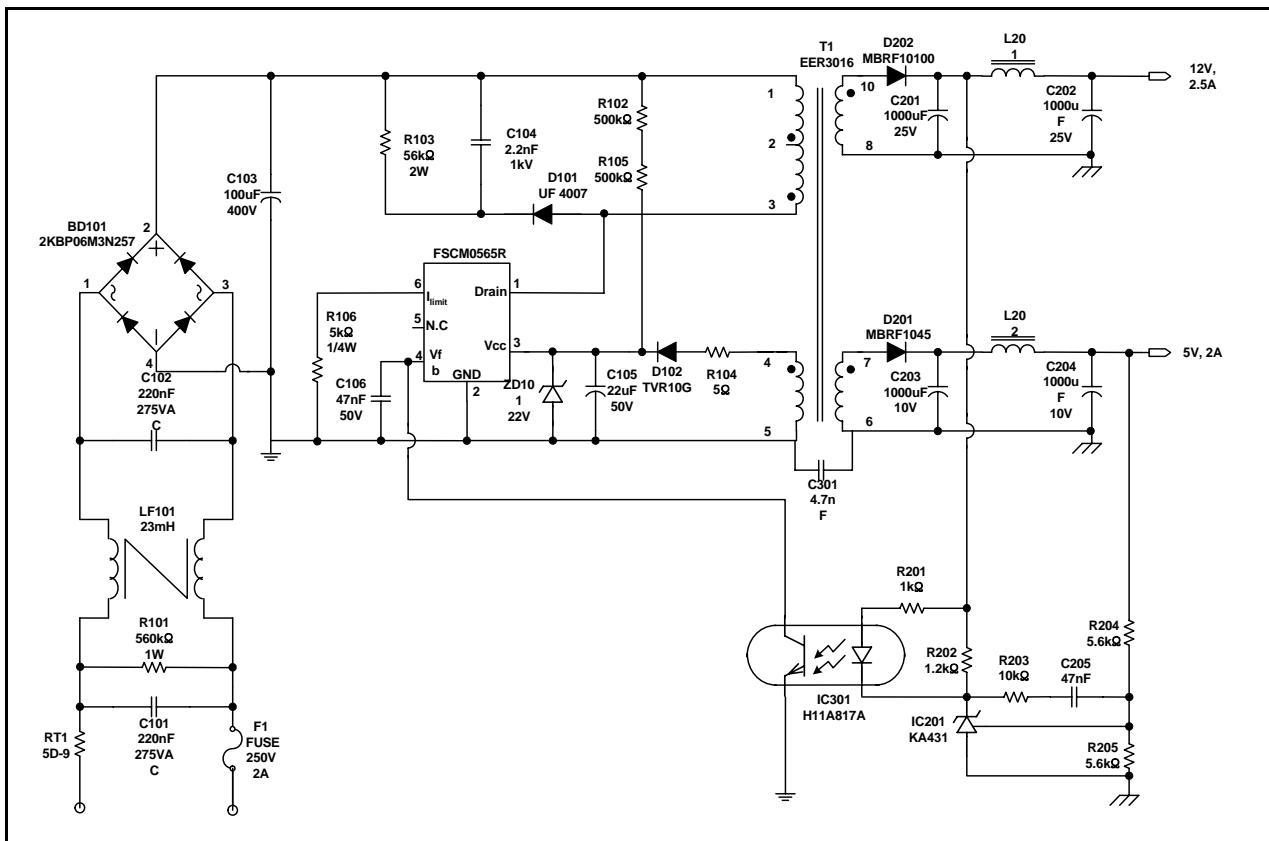 T1
EER3016
D202
MBRF10100
L20
1
12V,
2.5A
10
8
C201
1000uF
25V
C202
1000u
F
25V
1
2
3
R102
500kΩ
R105
500kΩ
R103
56kΩ
2W
C104
2.2nF
1kV
D101
UF 4007
C103
100uF
400V
BD101
2KBP06M3N257
2
1
3
4
FSCM0565R
6
Ilimit
Drain
1
5
N.C
4
Vf
b
Vcc
3
GND
2
R106
5kΩ
1/4W
C106
47nF
50V
ZD10
1
22V
C105
22uF
50V
D102
TVR10G
R104
5Ω
4
5
D201
MBRF1045
L20
2
5V, 2A
7
6
C203
1000uF
10V
C204
1000u
F
10V
C301
4.7n
F
C102
220nF
275VA
C
LF101
23mH
R101
560kΩ
1W
C101
220nF
275VA
C
RT1
5D-9
F1
FUSE
250V
2A
R201
1kΩ
R202
1.2kΩ
R203
10kΩ
C205
47nF
R204
5.6kΩ
IC301
H11A817A
IC201
KA431
R205
5.6kΩ